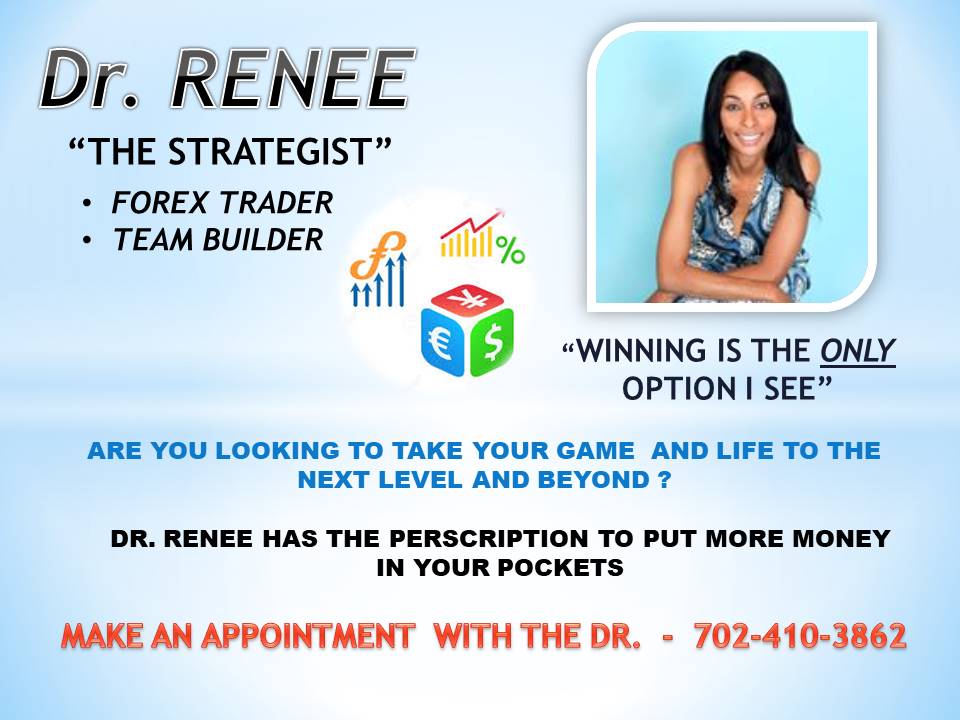 Dr. RENEE
“THE STRATEGIST”
• FOREX TRADER
• TEAM BUILDER
%
¥
€ $
“WINNING IS THE ONLY
OPTION I SEE”
ARE YOU LOOKING TO TAKE YOUR GAME AND LIFE TO THE
NEXT LEVEL AND BEYOND ?
DR. RENEE HAS THE PERSCRIPTION TO PUT MORE MONEY
IN YOUR POCKETS
MAKE AN APPOINTMENT WITH THE DR. - 702-410-3862